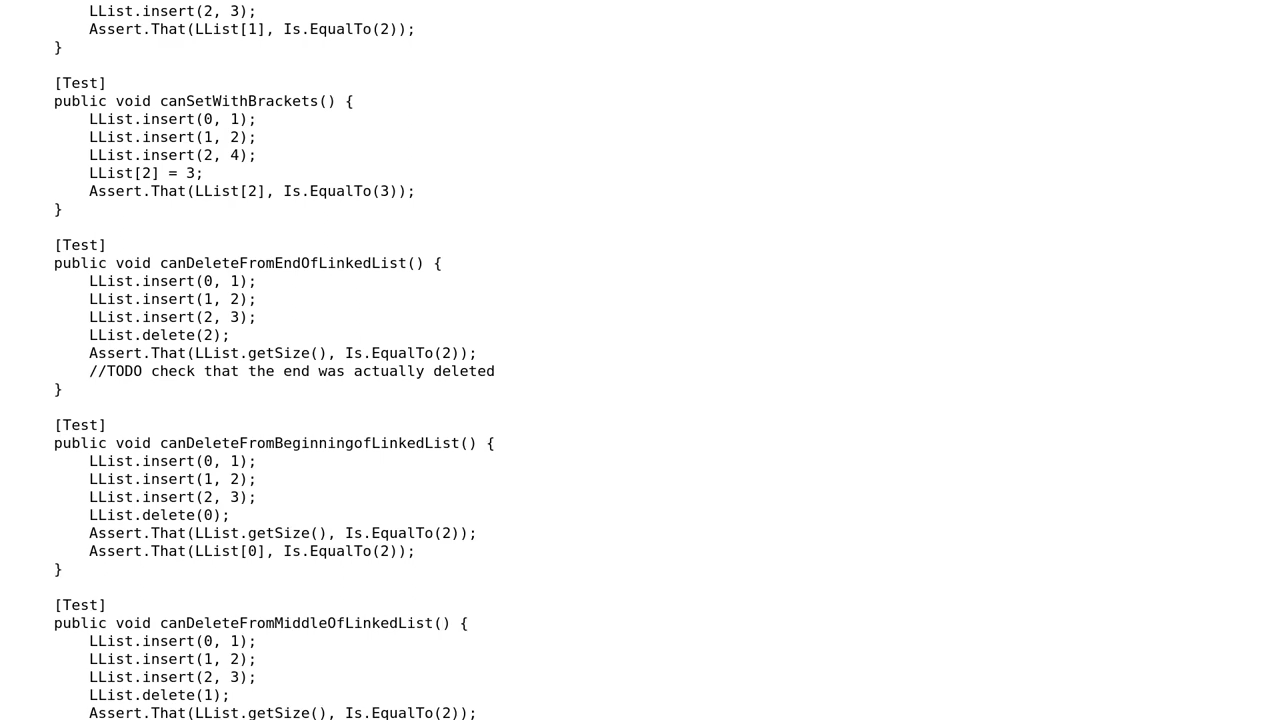 LList.insert(2, 3);
Assert.That(LList[1], Is.EqualTo(2));
}
[Test]
public void canSetWithBrackets() {
LList.insert(0, 1);
LList.insert(1, 2);
LList.insert(2, 4);
LList[2] = 3;
Assert.That(LList[2], Is.EqualTo(3));
}
[Test]
public void canDeleteFromEndOfLinkedList() {
LList.insert(0, 1);
LList.insert(1, 2);
LList.insert(2, 3);
LList.delete(2);
Assert.That(LList.getSize(), Is.EqualTo(2));
//TODO check that the end was actually deleted
}
[Test]
public void canDeleteFromBeginningofLinkedList() {
LList.insert(0, 1);
LList.insert(1, 2);
LList.insert(2, 3);
LList.delete(0);
Assert.That(LList.getSize(), Is.EqualTo(2));
Assert.That(LList[0], Is.EqualTo(2));
}
[Test]
public void canDeleteFromMiddleOfLinkedList() {
LList.insert(0, 1);
LList.insert(1, 2);
LList.insert(2, 3);
LList.delete(1);
Assert.That(LList.getSize(), Is.EqualTo(2));